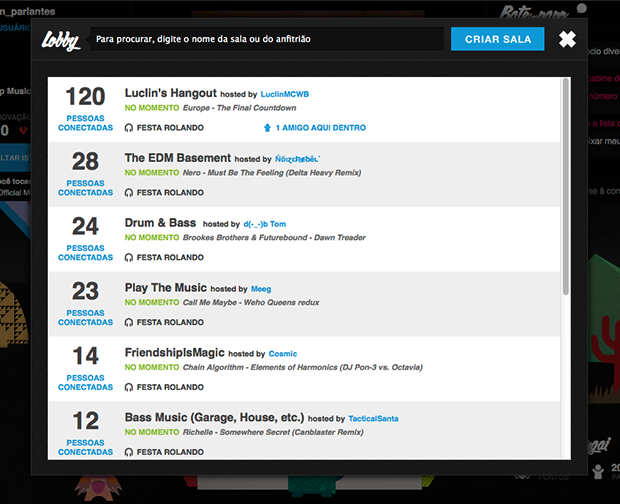 n_pariantes
Bate-papo
USUÁRIO
Lobby
Para procurar, digite o nome da sala ou do anfitrião
CRIAR SALA
120
PESSOAS
CONECTADAS
Luclin's Hangout hosted by LuclinMCWB
NO MOMENTO Europe - The Final Countdown
FESTA ROLANDO
1 AMIGO AQUI DENTRO
28
PESSOAS
CONECTADAS
The EDM Basement hosted by
NO MOMENTO Nero - Must Be The Feeling (Delta Heavy Remix)
FESTA ROLANDO
24
PESSOAS
CONECTADAS
Drum & Bass hosted by d(-_-)b Tom
NO MOMENTO Brookes Brothers & Futurebound - Dawn Treader
FESTA ROLANDO
23
PESSOAS
CONECTADAS
Play The Music hosted by Meeg
NO MOMENTO Call Me Maybe - Weho Queens redux
FESTA ROLANDO
14
PESSOAS
CONECTADAS
FriendshipIsMagic hosted by Cosmic
NO MOMENTO Chain Algorithm - Elements of Harmonics (DJ Pon-3 vs. Octavia)
FESTA ROLANDO
12
PESSOAS
CONECTADAS
Bass Music (Garage, House, etc.) hosted by TacticalSanta
NO MOMENTO Richelle - Somewhere Secret (Canblaster Remix)
FESTA ROLANDO
PONTOS